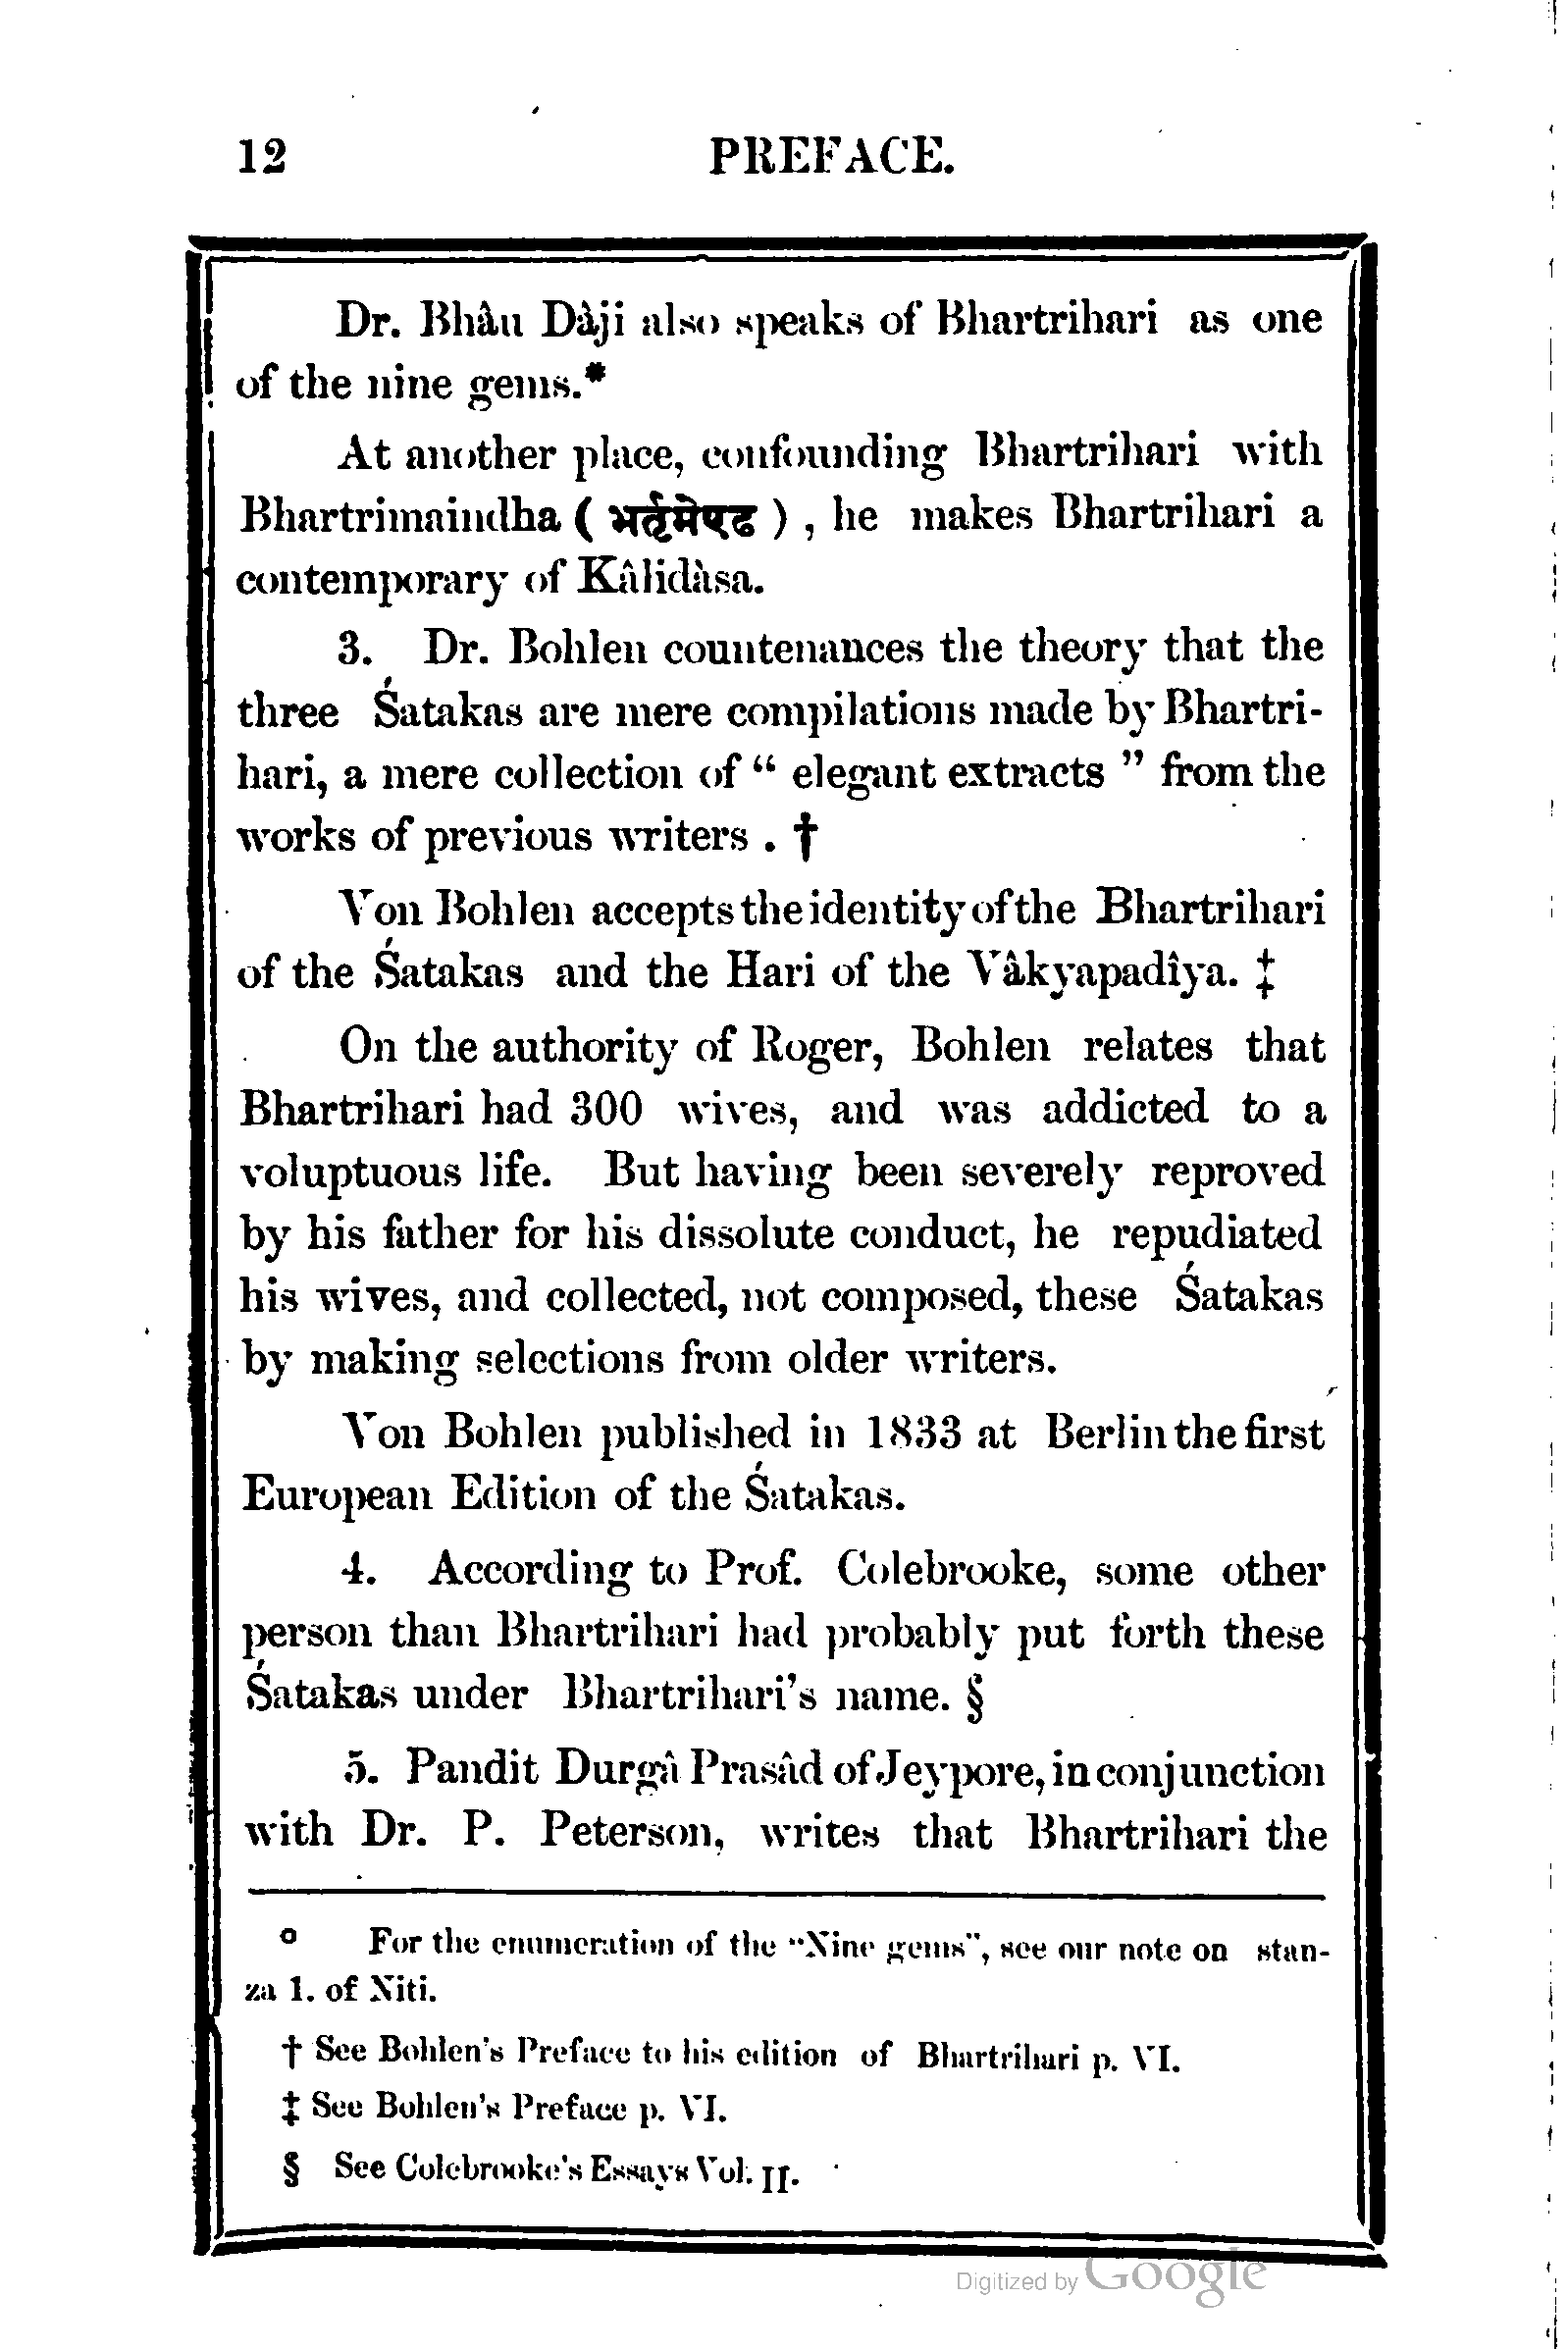 12 PREFACE.
Dr. Bhâu Dàji also speaks of Bhartrihari as one
of the nine gems.*
At another place, confounding Bhartrihari with
Bhartrimaindha ( भर्तृमेण्ढ ) , he makes Bhartrihari a
contemporary of Kâlidàsa.
3. Dr. Bohlen countenances the theory that the
three Śatakas are mere compilations made by Bhartri-
hari, a mere collection of “ elegant extracts ” from the
works of previous writers . †
Von Bohlen accepts the identity of the Bhartrihari
of the Śatakas and the Hari of the Vâkyapadîya. ‡
On the authority of Roger, Bohlen relates that
Bhartrihari had 300 wives, and was addicted to a
voluptuous life. But having been severely reproved
by his father for his dissolute conduct, he repudiated
his wives, and collected, not composed, these Śatakas
by making selections from older writers.
Von Bohlen published in 1833 at Berlin the first
European Edition of the Śatakas.
4. According to Prof. Colebrooke, some other
person than Bhartrihari had probably put forth these
Śatakas under Bhartrihari's name. §
5. Pandit Durgâ Prasâd of Jeypore, in conjunction
with Dr. P. Peterson, writes that Bhartrihari the
° For the enumeration of the “Nine gems”, see our note on stan-
za 1. of Niti.
† See Bohlen's Preface to his edition of Bhartrihari p. VI.
‡ See Bohlen's Preface p. VI.
§ See Colebrooke's Essays Vol. II.
Digitized by Google